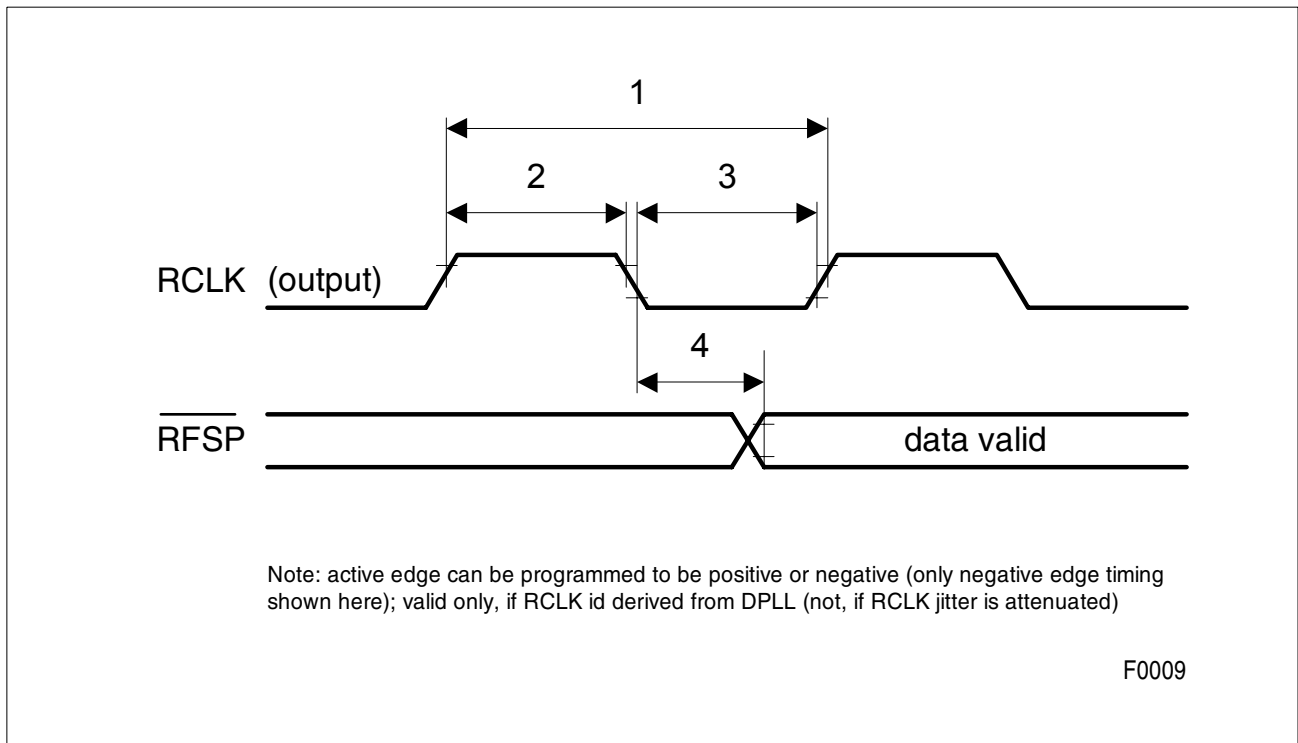 1
2 3
RCLK (output)
4
RFSP data valid
Note: active edge can be programmed to be positive or negative (only negative edge timing
shown here); valid only, if RCLK id derived from DPLL (not, if RCLK jitter is attenuated)
F0009